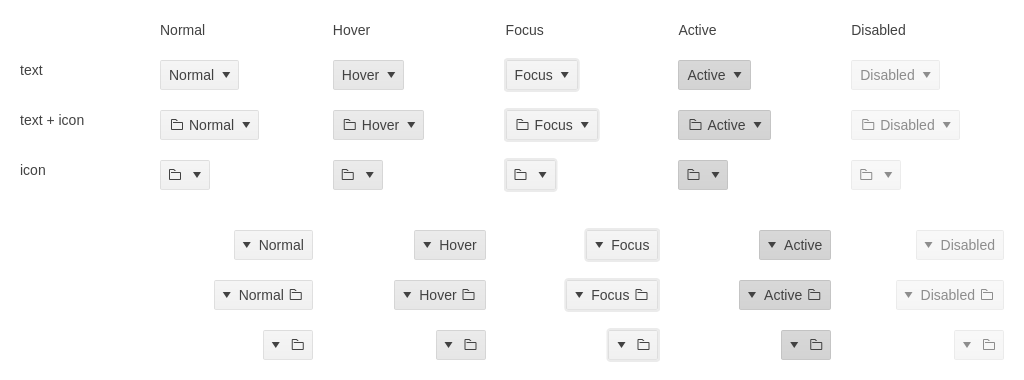 Normal Hover Focus Active Disabled
text Normal Hover Focus Active Disabled
text + icon Normal Hover Focus Active Disabled
icon
Normal Hover Focus Active Disabled
Normal Hover Focus Active Disabled